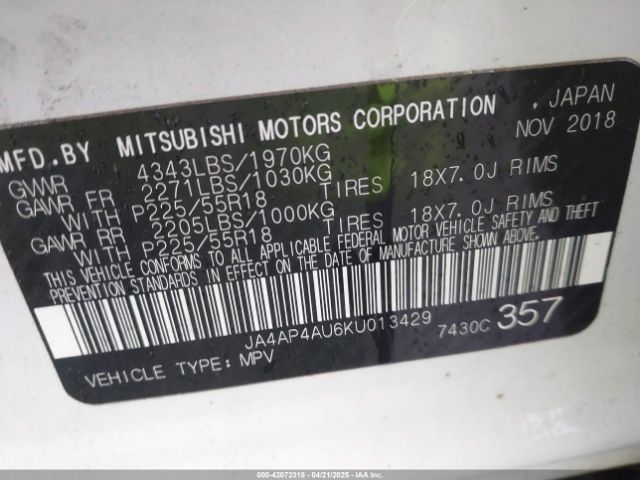 MFD.BY MITSUBISHI MOTORS CORPORATION , JAPAN
NOV 2018
GVWR 4343LBS/1970KG
GAWR FR 2271LBS/1030KG
WITH P225/55R18 TIRES 18X7.0J RIMS
GAWR RR 2205LBS/1000KG
WITH P225/55R18 TIRES 18X7.0J RIMS
THIS VEHICLE CONFORMS TO ALL APPLICABLE FEDERAL MOTOR VEHICLE SAFETY AND THEFT
PREVENTION STANDARDS IN EFFECT ON THE DATE OF MANUFACTURE SHOWN ABOVE.
JA4AP4AU6KU013429 7430C 357
VEHICLE TYPE: MPV
000-42072318 - 04/21/2025 - IAA Inc.